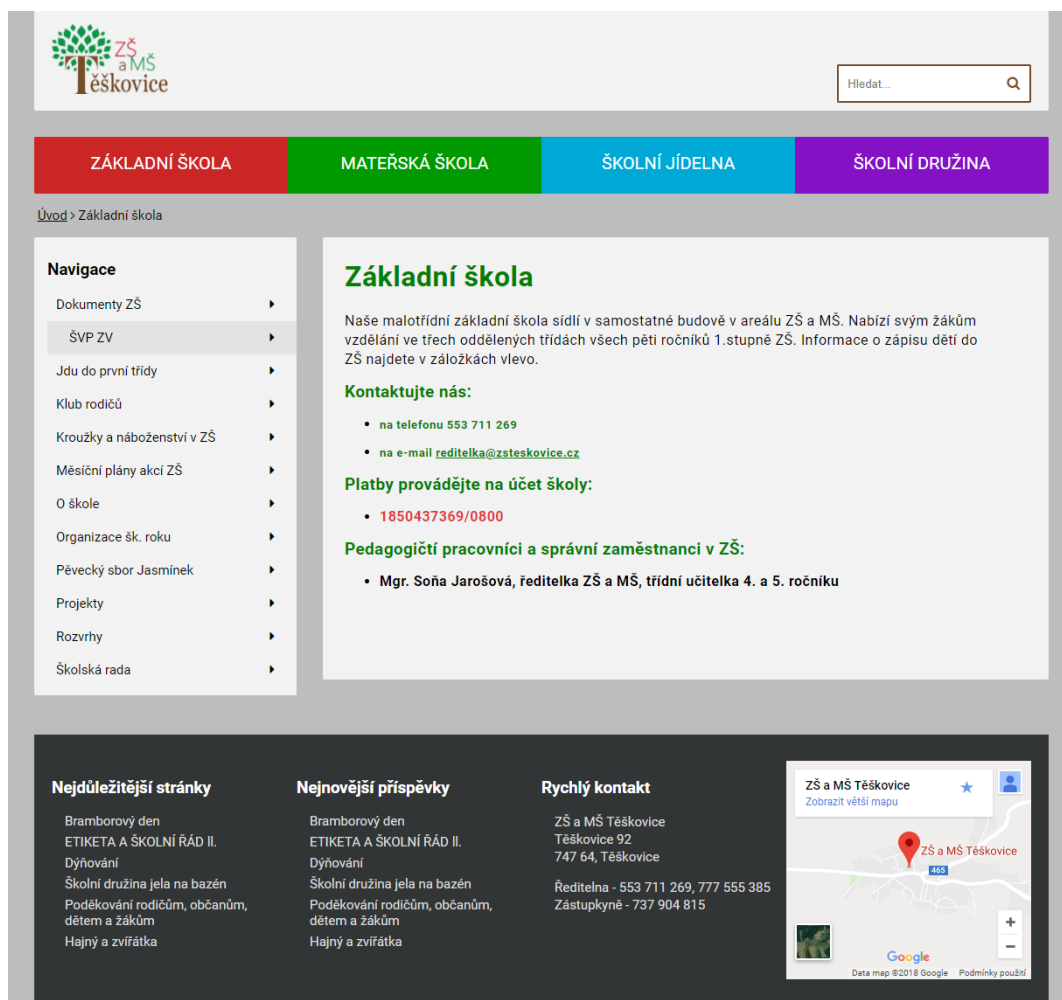 ZŠ
a MŠ
Těškovice
Hledat...
ZÁKLADNÍ ŠKOLA
MATEŘSKÁ ŠKOLA
ŠKOLNÍ JÍDELNA
ŠKOLNÍ DRUŽINA
Úvod > Základní škola
Navigace
Dokumenty ZŠ
ŠVP ZV
Jdu do první třídy
Klub rodičů
Kroužky a náboženství v ZŠ
Měsíční plány akcí ZŠ
O škole
Organizace šk. roku
Pěvecký sbor Jasmínek
Projekty
Rozvrhy
Školská rada
Základní škola
Naše malotřídní základní škola sídlí v samostatné budově v areálu ZŠ a MŠ. Nabízí svým žákům
vzdělání ve třech oddělených třídách všech pěti ročníků 1.stupně ZŠ. Informace o zápisu dětí do
ZŠ najdete v záložkách vlevo.
Kontaktujte nás:
• na telefonu 553 711 269
• na e-mail reditelka@zsteskovice.cz
Platby provádějte na účet školy:
• 1850437369/0800
Pedagogičtí pracovníci a správní zaměstnanci v ZŠ:
• Mgr. Soňa Jarošová, ředitelka ZŠ a MŠ, třídní učitelka 4. a 5. ročníku
Nejdůležitější stránky
Bramborový den
ETIKETA A ŠKOLNÍ ŘÁD II.
Dýňování
Školní družina jela na bazén
Poděkování rodičům, občanům,
dětem a žákům
Hajný a zvířátka
Nejnovější příspěvky
Bramborový den
ETIKETA A ŠKOLNÍ ŘÁD II.
Dýňování
Školní družina jela na bazén
Poděkování rodičům, občanům,
dětem a žákům
Hajný a zvířátka
Rychlý kontakt
ZŠ a MŠ Těškovice
Těškovice 92
747 64, Těškovice
Ředitelna - 553 711 269, 777 555 385
Zástupkyně - 737 904 815
ZŠ a MŠ Těškovice
Zobrazit větší mapu
ZŠ a MŠ Těškovice
465
+
−
Google
Data map ©2018 Google Podmínky použití